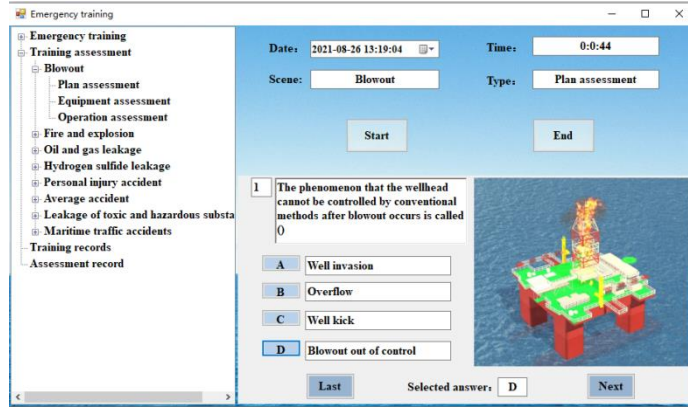 Emergency training
Emergency training
Training assessment
Blowout
Plan assessment
Equipment assessment
Operation assessment
Fire and explosion
Oil and gas leakage
Hydrogen sulfide leakage
Personal injury accident
Average accident
Leakage of toxic and hazardous substa
Maritime traffic accidents
Training records
Assessment record
Date: 2021-08-26 13:19:04 Time: 0:0:44
Scene: Blowout Type: Plan assessment
Start End
1 The phenomenon that the wellhead
cannot be controlled by conventional
methods after blowout occurs is called
()
A Well invasion
B Overflow
C Well kick
D Blowout out of control
Last Selected answer: D Next